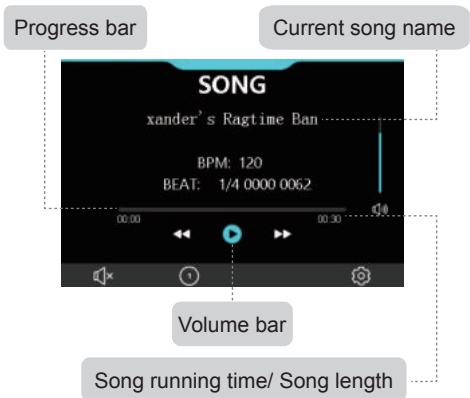 Progress bar
Current song name
SONG
xander's Ragtime Ban
BPM: 120
BEAT: 1/4 0000 0062
00:00
00:30
1
Volume bar
Song running time/ Song length